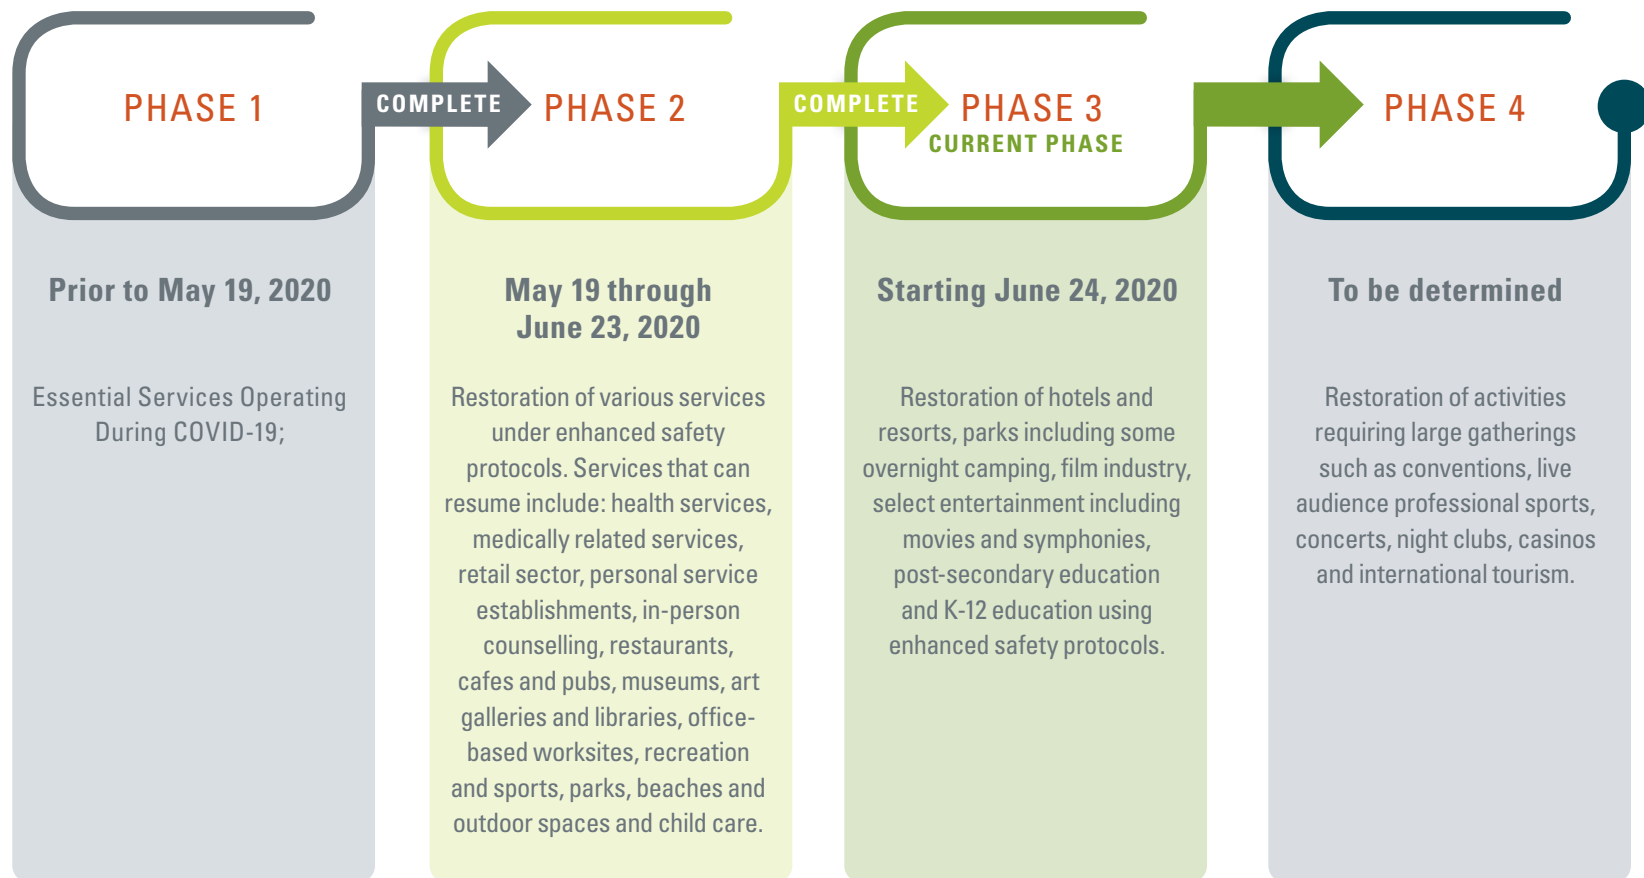 PHASE 1
COMPLETE
PHASE 2
COMPLETE
PHASE 3
CURRENT PHASE
PHASE 4
Prior to May 19, 2020
Essential Services Operating
During COVID-19;
May 19 through
June 23, 2020
Restoration of various services
under enhanced safety
protocols. Services that can
resume include: health services,
medically related services,
retail sector, personal service
establishments, in-person
counselling, restaurants,
cafes and pubs, museums, art
galleries and libraries, office-
based worksites, recreation
and sports, parks, beaches and
outdoor spaces and child care.
Starting June 24, 2020
Restoration of hotels and
resorts, parks including some
overnight camping, film industry,
select entertainment including
movies and symphonies,
post-secondary education
and K-12 education using
enhanced safety protocols.
To be determined
Restoration of activities
requiring large gatherings
such as conventions, live
audience professional sports,
concerts, night clubs, casinos
and international tourism.